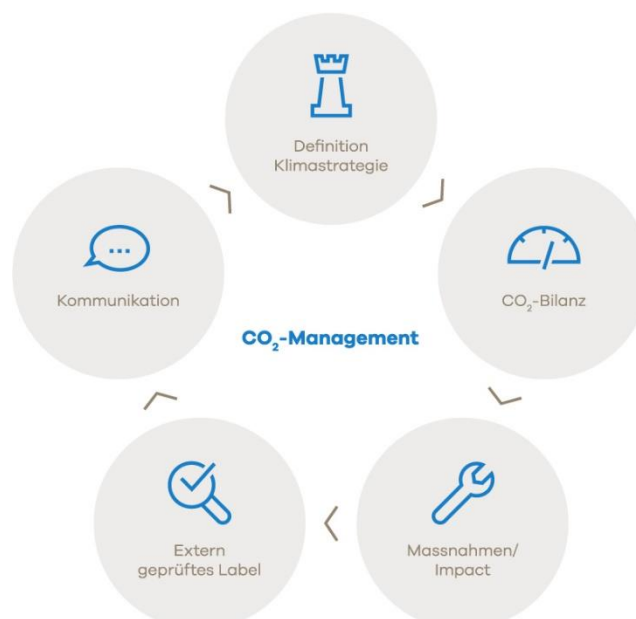 Definition
Klimastrategie
Kommunikation
CO₂-Bilanz
CO₂-Management
Extern
geprüftes Label
Massnahmen/
Impact